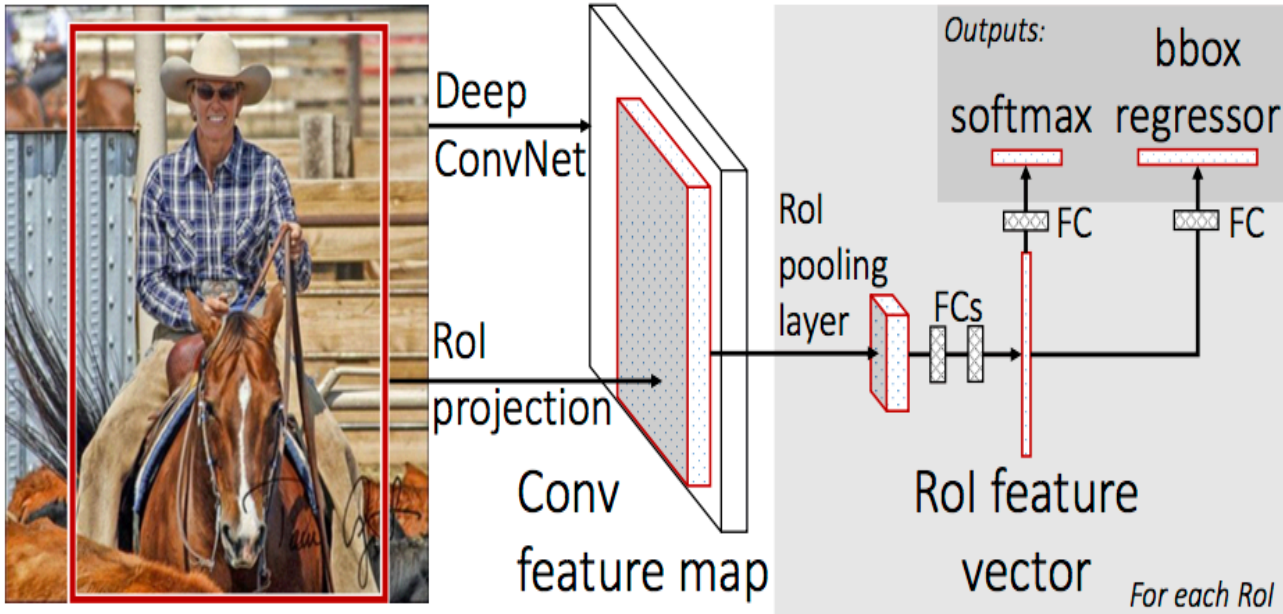 Deep
ConvNet
RoI
projection
Conv
feature map
RoI
pooling
layer
FCs
RoI feature
vector
For each RoI
Outputs:
softmax
bbox
regressor
FC
FC